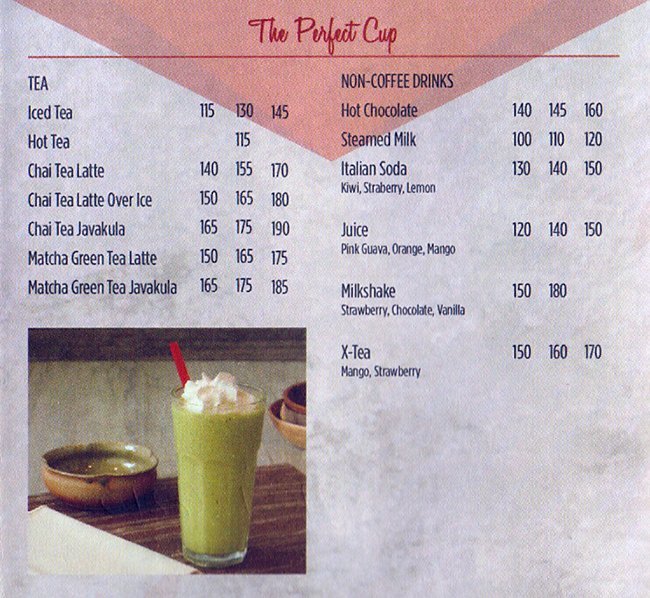 The Perfect Cup
TEA
Iced Tea 115 130 145
Hot Tea 115
Chai Tea Latte 140 155 170
Chai Tea Latte Over Ice 150 165 180
Chai Tea Javakula 165 175 190
Matcha Green Tea Latte 150 165 175
Matcha Green Tea Javakula 165 175 185
NON-COFFEE DRINKS
Hot Chocolate 140 145 160
Steamed Milk 100 110 120
Italian Soda 130 140 150
Kiwi, Straberry, Lemon
Juice 120 140 150
Pink Guava, Orange, Mango
Milkshake 150 180
Strawberry, Chocolate, Vanilla
X-Tea 150 160 170
Mango, Strawberry